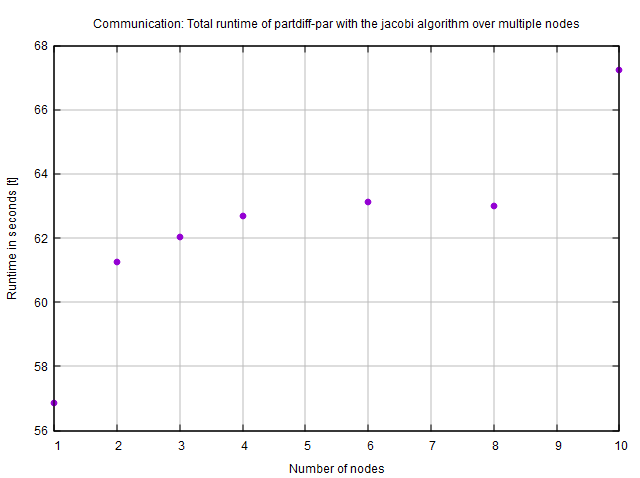 Communication: Total runtime of partdiff-par with the jacobi algorithm over multiple nodes
68
66
64
62
60
58
56
Runtime in seconds [t]
1 2 3 4 5 6 7 8 9 10
Number of nodes